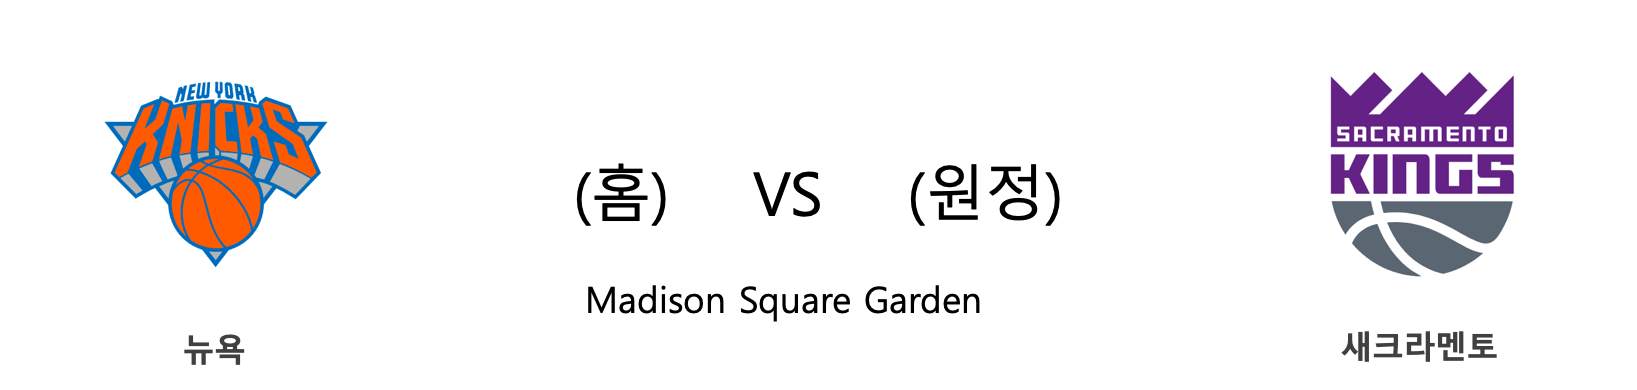 NEW YORK
KNICKS
SACRAMENTO
KINGS
(홈) VS (원정)
Madison Square Garden
뉴욕
새크라멘토